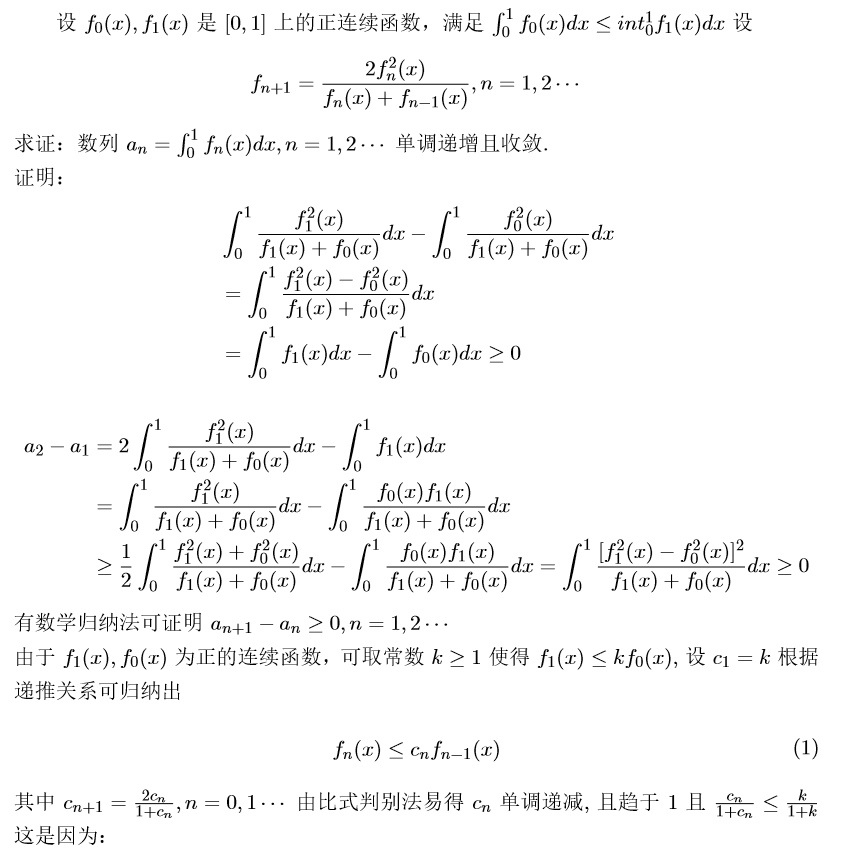 设 $f_0(x), f_1(x)$ 是 $[0,1]$ 上的正连续函数，满足 $\int_0^1 f_0(x)dx \leq int_0^1 f_1(x)dx$ 设
$f_{n+1} = \frac{2f_n^2(x)}{f_n(x)+f_{n-1}(x)}, n=1,2\cdots$
求证：数列 $a_n = \int_0^1 f_n(x)dx, n=1,2\cdots$ 单调递增且收敛.
证明：
$\int_0^1 \frac{f_1^2(x)}{f_1(x)+f_0(x)}dx - \int_0^1 \frac{f_0^2(x)}{f_1(x)+f_0(x)}dx$
$= \int_0^1 \frac{f_1^2(x)-f_0^2(x)}{f_1(x)+f_0(x)}dx$
$= \int_0^1 f_1(x)dx - \int_0^1 f_0(x)dx \geq 0$
$a_2 - a_1 = 2\int_0^1 \frac{f_1^2(x)}{f_1(x)+f_0(x)}dx - \int_0^1 f_1(x)dx$
$= \int_0^1 \frac{f_1^2(x)}{f_1(x)+f_0(x)}dx - \int_0^1 \frac{f_0(x)f_1(x)}{f_1(x)+f_0(x)}dx$
$\geq \frac{1}{2}\int_0^1 \frac{f_1^2(x)+f_0^2(x)}{f_1(x)+f_0(x)}dx - \int_0^1 \frac{f_0(x)f_1(x)}{f_1(x)+f_0(x)}dx = \int_0^1 \frac{[f_1^2(x)-f_0^2(x)]^2}{f_1(x)+f_0(x)}dx \geq 0$
有数学归纳法可证明 $a_{n+1} - a_n \geq 0, n=1,2\cdots$
由于 $f_1(x), f_0(x)$ 为正的连续函数，可取常数 $k \geq 1$ 使得 $f_1(x) \leq kf_0(x)$, 设 $c_1 = k$ 根据
递推关系可归纳出
$f_n(x) \leq c_n f_{n-1}(x)$ (1)
其中 $c_{n+1} = \frac{2c_n}{1+c_n}, n=0,1\cdots$ 由比式判别法易得 $c_n$ 单调递减, 且趋于 1 且 $\frac{c_n}{1+c_n} \leq \frac{k}{1+k}$
这是因为：